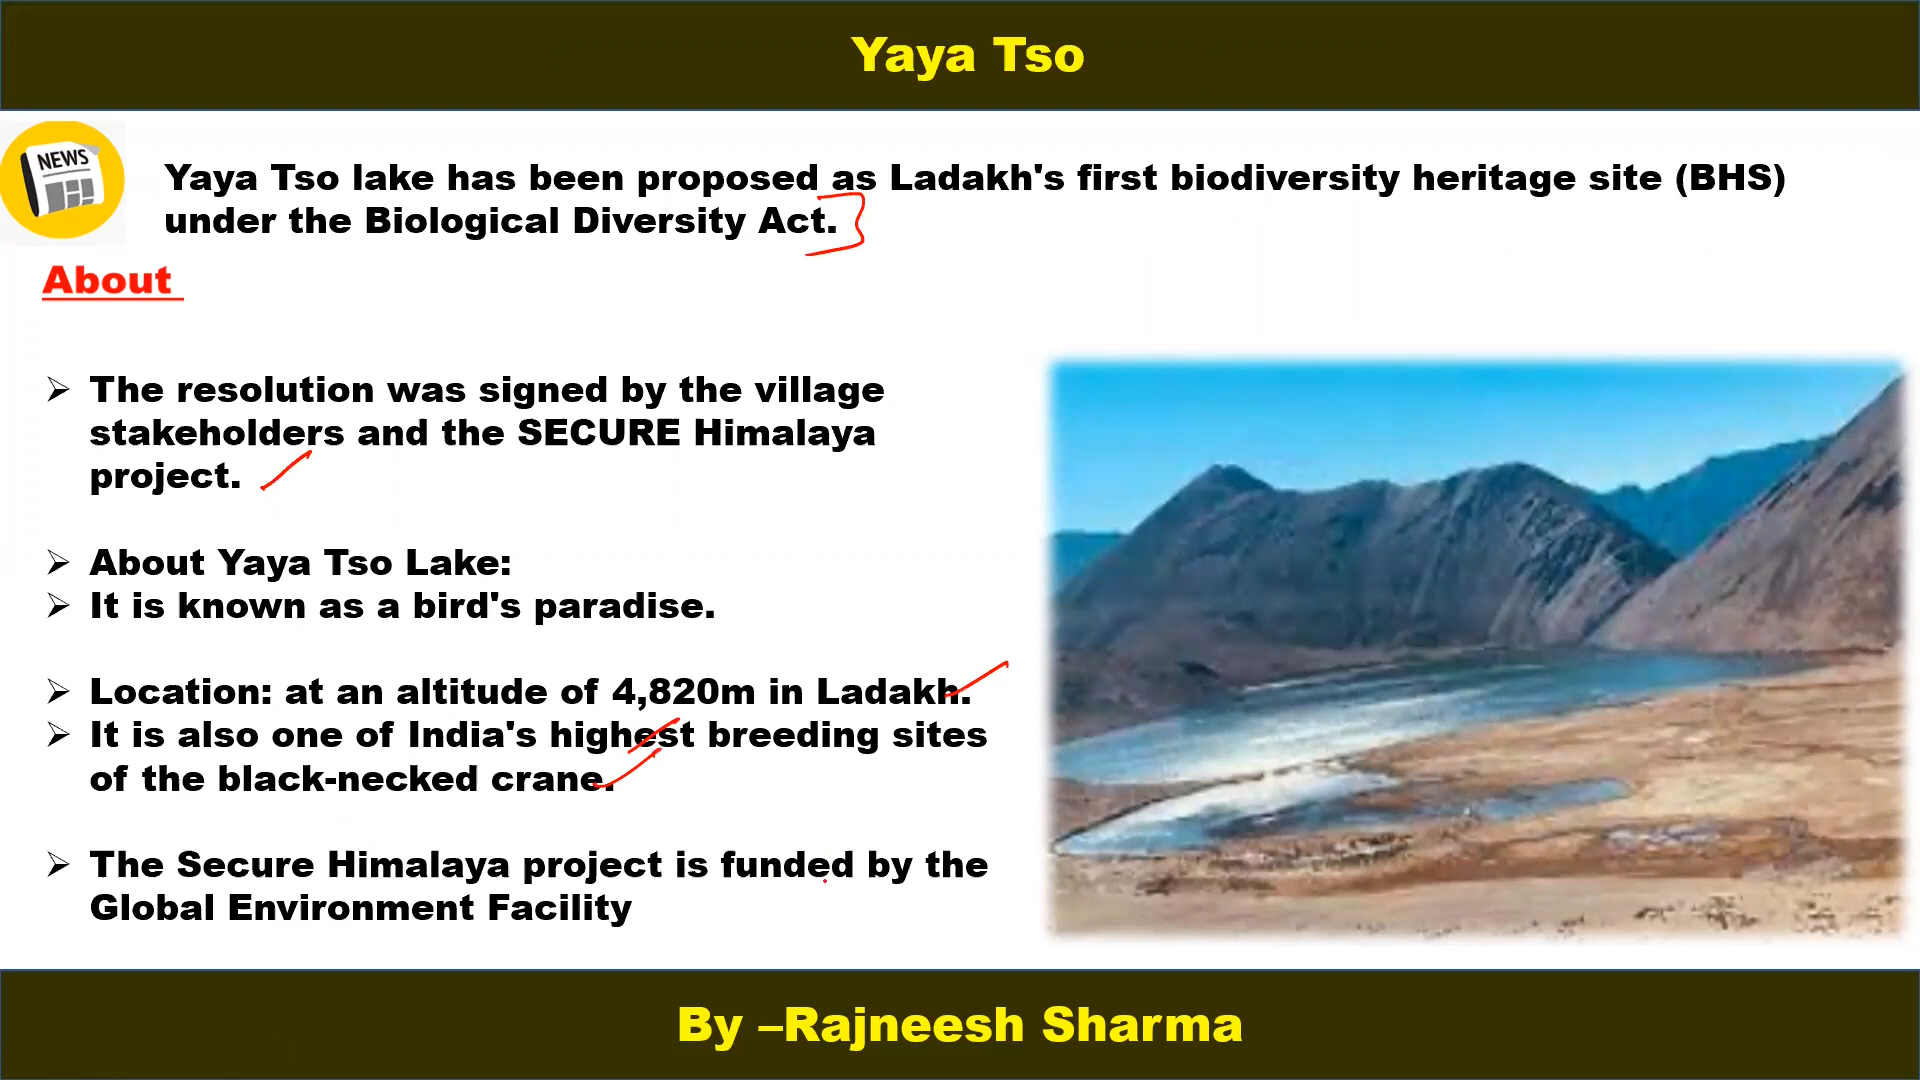 Yaya Tso
NEWS
Yaya Tso lake has been proposed as Ladakh's first biodiversity heritage site (BHS)
under the Biological Diversity Act.
About
➢ The resolution was signed by the village
stakeholders and the SECURE Himalaya
project.
➢ About Yaya Tso Lake:
➢ It is known as a bird's paradise.
➢ Location: at an altitude of 4,820m in Ladakh.
➢ It is also one of India's highest breeding sites
of the black-necked crane.
➢ The Secure Himalaya project is funded by the
Global Environment Facility
By –Rajneesh Sharma